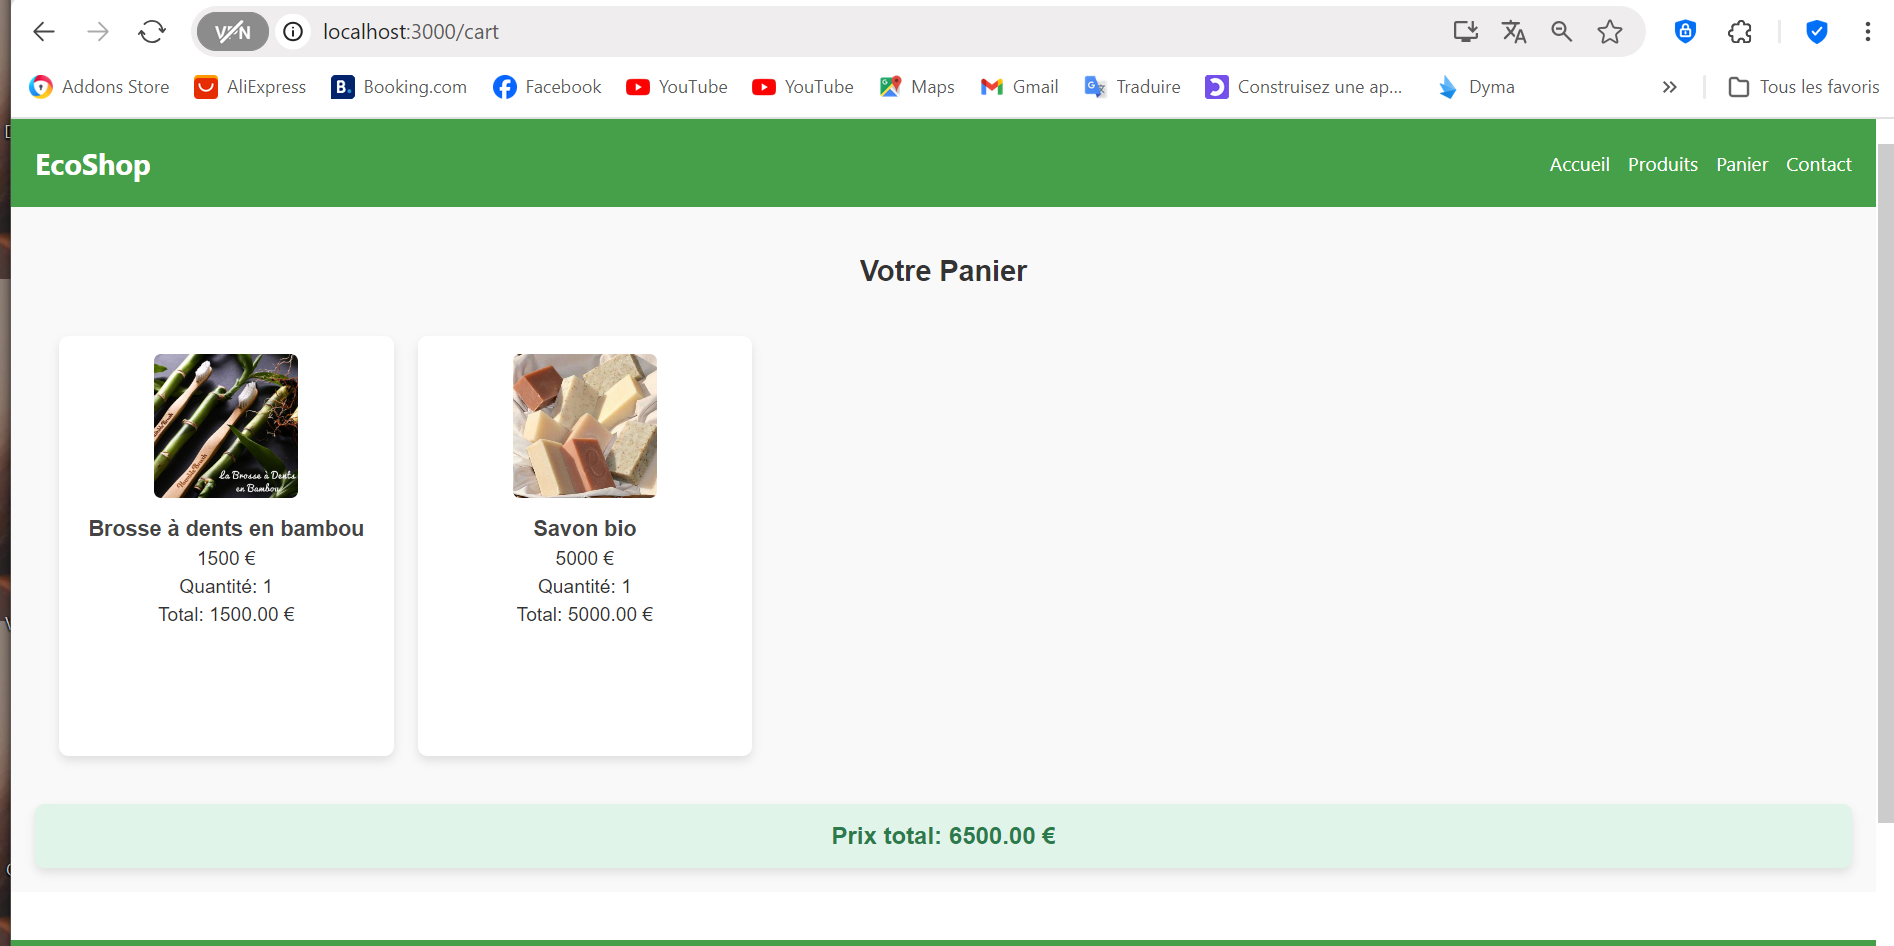 VPN
localhost:3000/cart
Addons Store
AliExpress
B.
Booking.com
Facebook
YouTube
YouTube
Maps
Gmail
Traduire
Construisez une ap...
Dyma
Tous les favoris
EcoShop
Accueil
Produits
Panier
Contact
Votre Panier
La Brosse à Dents
en Bambou
Brosse à dents en bambou
1500 €
Quantité: 1
Total: 1500.00 €
Savon bio
5000 €
Quantité: 1
Total: 5000.00 €
Prix total: 6500.00 €